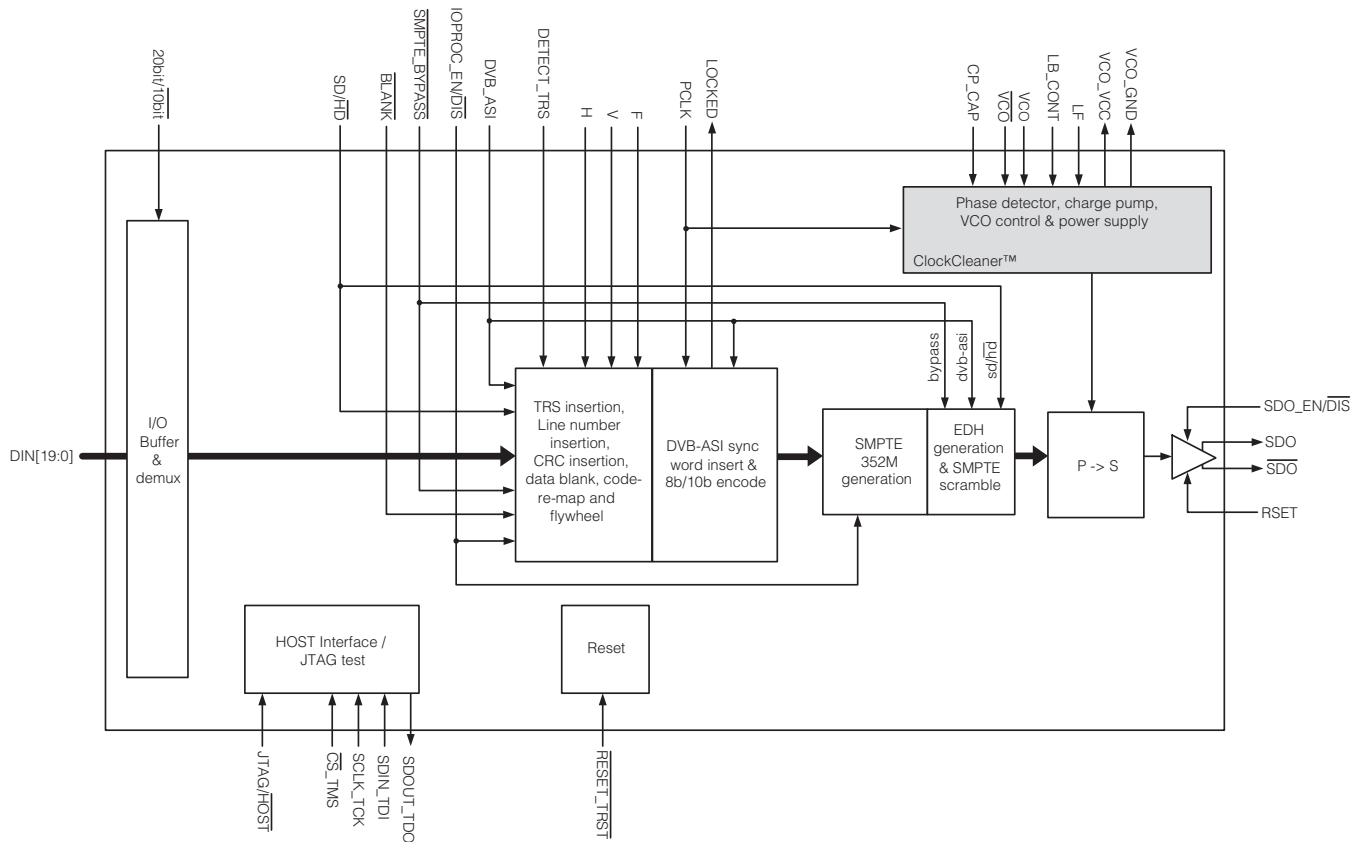 20bit/10bit
SD/HD
BLANK
SMPTE_BYPASS
IOPROC_EN/DIS
DVB_ASI
DETECT_TRS
H
V
F
PCLK
LOCKED
CP_CAP
VCO
VCO
LB_CONT
LF
VCO_VCC
VCO_GND
Phase detector, charge pump,
VCO control & power supply
ClockCleaner™
bypass
dvb-asi
sd/hd
DIN[19:0]
I/O
Buffer
&
demux
TRS insertion,
Line number
insertion,
CRC insertion,
data blank, code-
re-map and
flywheel
DVB-ASI sync
word insert &
8b/10b encode
SMPTE
352M
generation
EDH
generation
& SMPTE
scramble
P -> S
SDO_EN/DIS
SDO
SDO
RSET
HOST Interface /
JTAG test
Reset
JTAG/HOST
CS_TMS
SCLK_TCK
SDIN_TDI
SDOUT_TDO
RESET_TRST